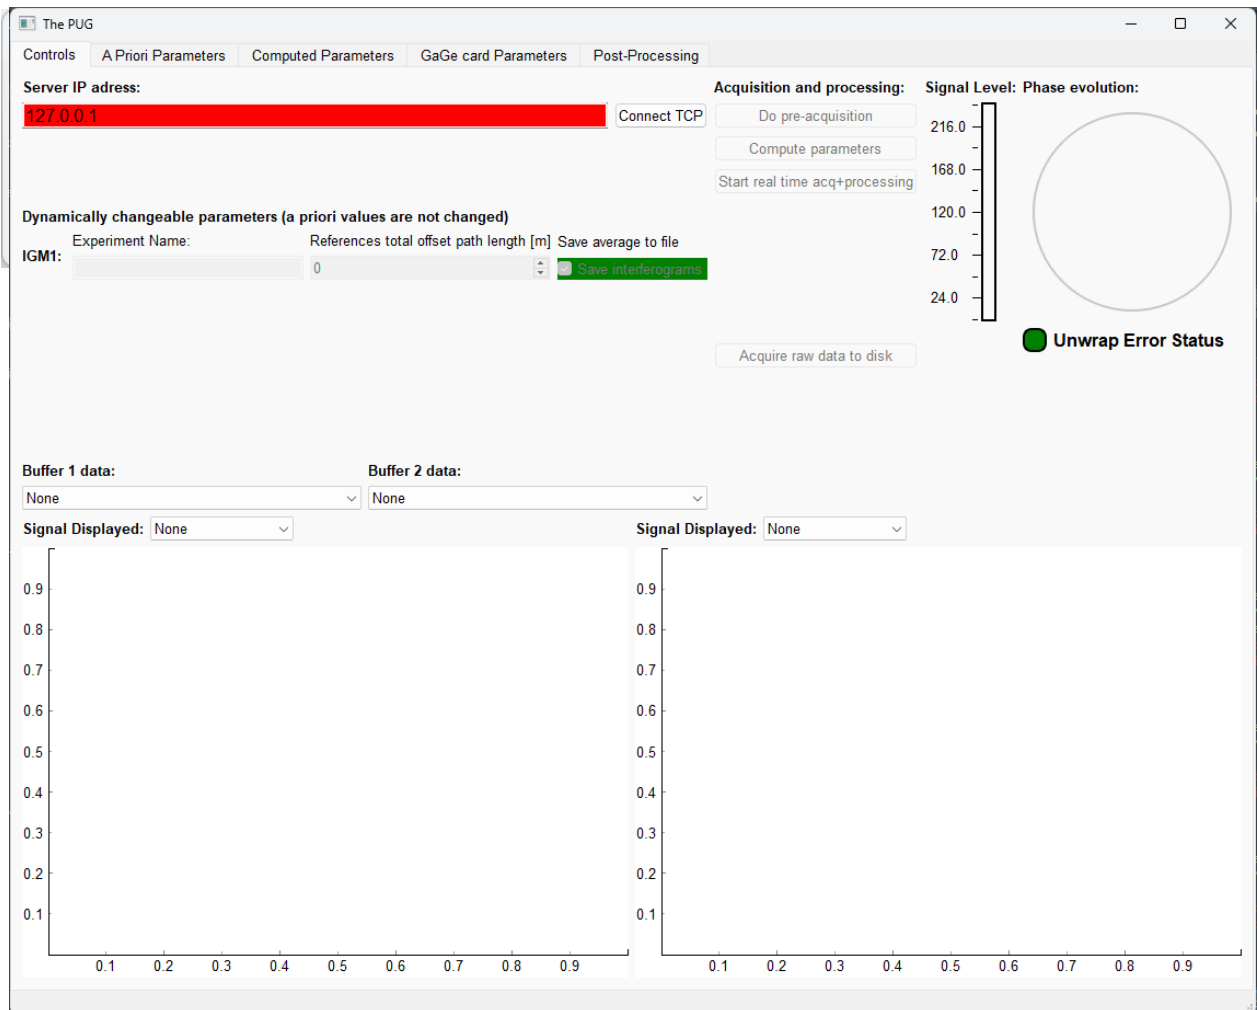 The PUG
Controls A Priori Parameters Computed Parameters GaGe card Parameters Post-Processing
Server IP adress:
127.0.0.1
Connect TCP
Acquisition and processing:
Do pre-acquisition
Compute parameters
Start real time acq+processing
Signal Level:
216.0
168.0
120.0
72.0
24.0
Phase evolution:
Unwrap Error Status
Dynamically changeable parameters (a priori values are not changed)
IGM1:
Experiment Name:
References total offset path length [m]
0
Save average to file
Save interferograms
Acquire raw data to disk
Buffer 1 data:
None
Buffer 2 data:
None
Signal Displayed: None
0.9
0.8
0.7
0.6
0.5
0.4
0.3
0.2
0.1
0.1 0.2 0.3 0.4 0.5 0.6 0.7 0.8 0.9
Signal Displayed: None
0.9
0.8
0.7
0.6
0.5
0.4
0.3
0.2
0.1
0.1 0.2 0.3 0.4 0.5 0.6 0.7 0.8 0.9